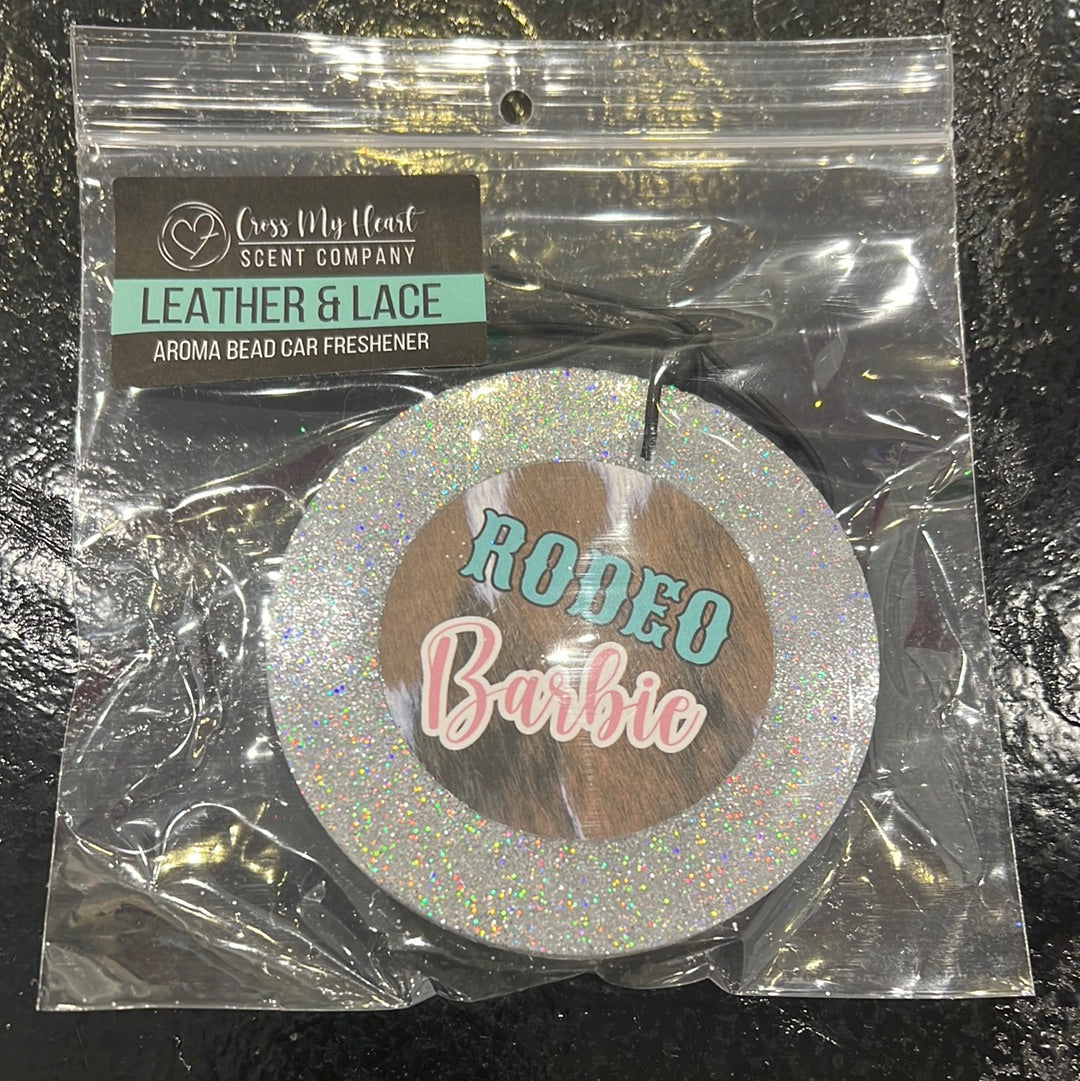 Cross My Heart
SCENT COMPANY
LEATHER & LACE
AROMA BEAD CAR FRESHENER
RODEO
Barbie